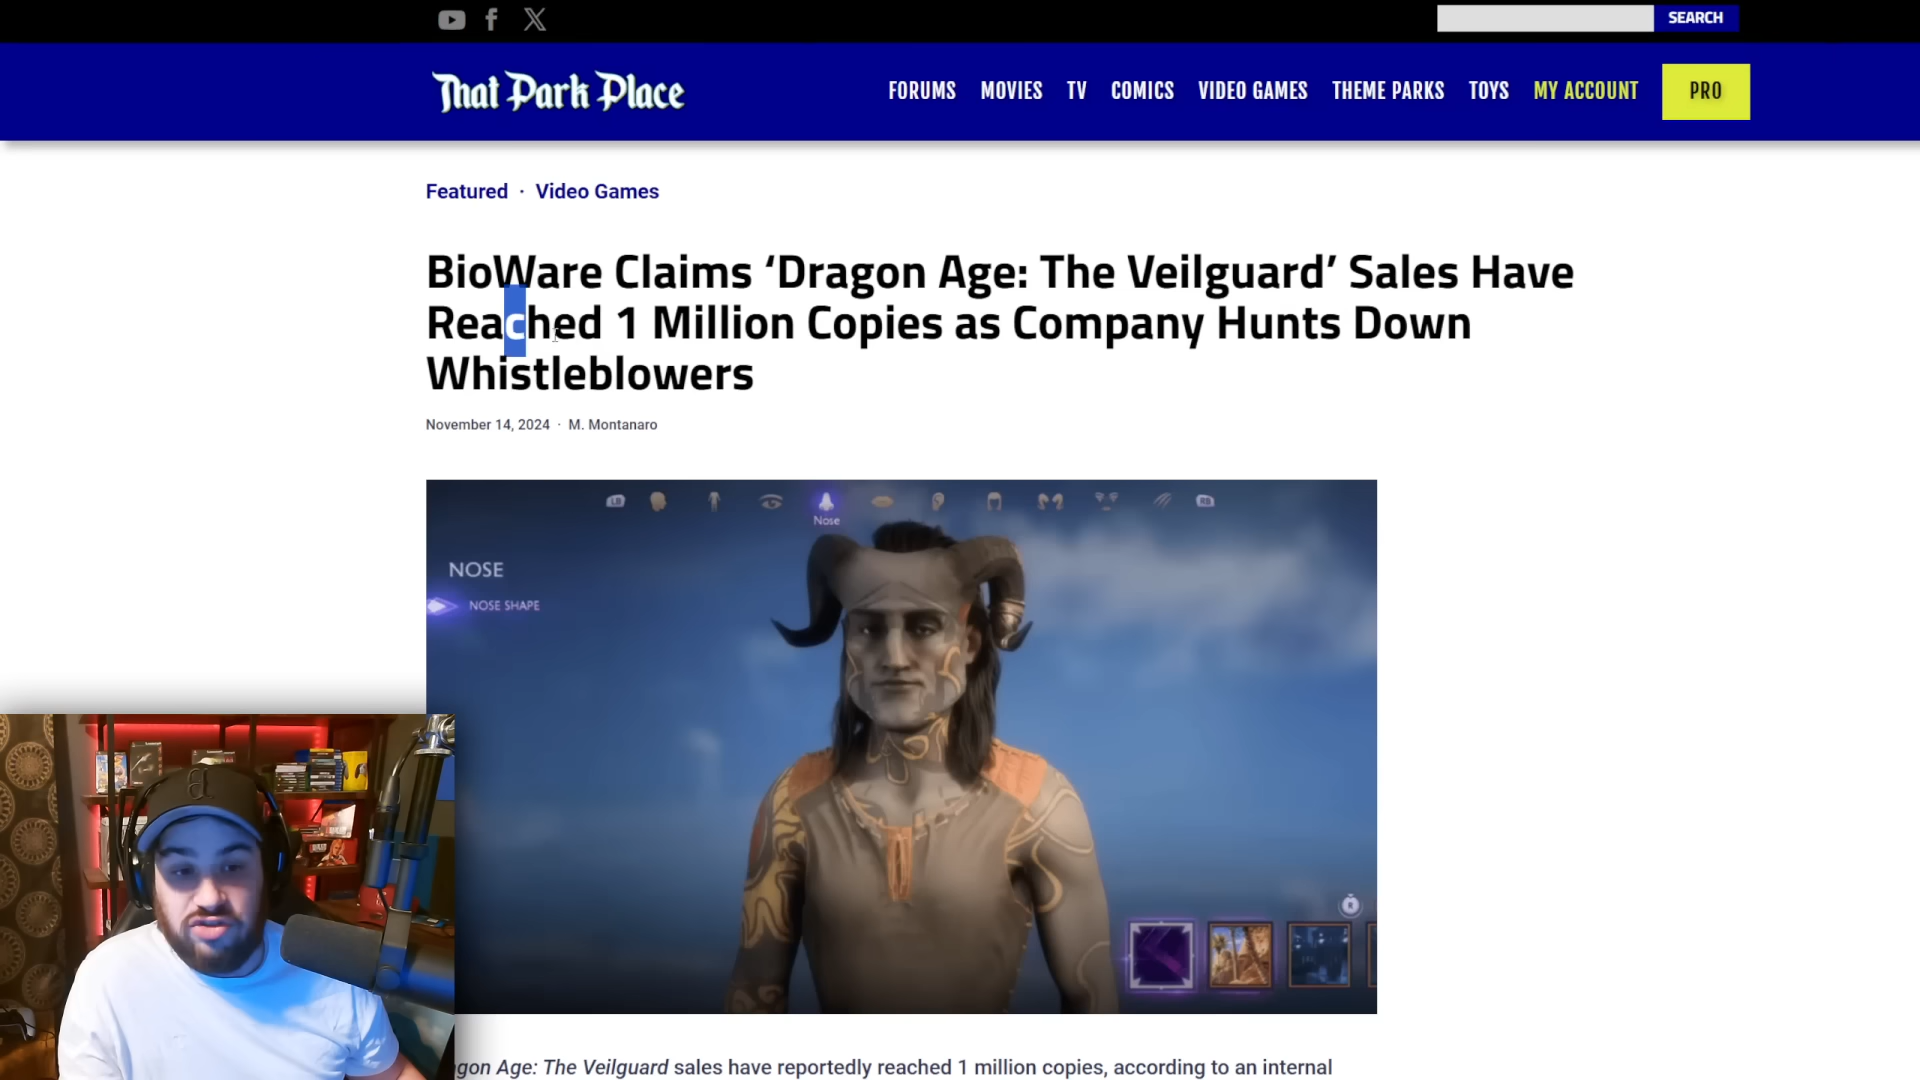 SEARCH
That Park Place
FORUMS MOVIES TV COMICS VIDEO GAMES THEME PARKS TOYS MY ACCOUNT PRO
Featured · Video Games
BioWare Claims ‘Dragon Age: The Veilguard’ Sales Have
Reached 1 Million Copies as Company Hunts Down
Whistleblowers
November 14, 2024 · M. Montanaro
LB
RB
Nose
NOSE
NOSE SHAPE
R
gon Age: The Veilguard sales have reportedly reached 1 million copies, according to an internal